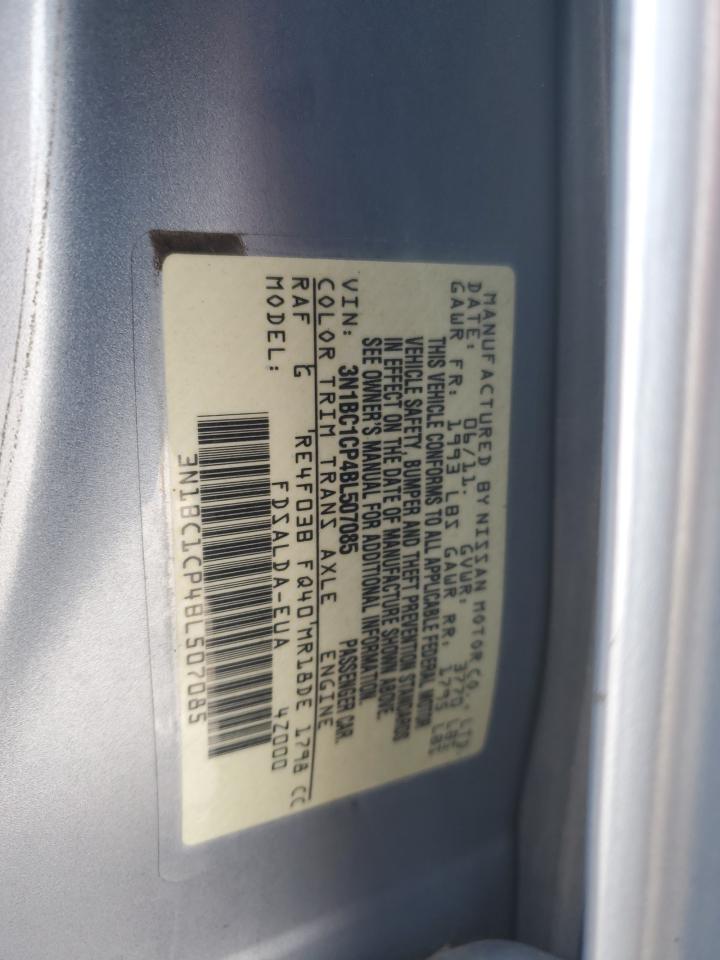 MANUFACTURED BY NISSAN MOTOR CO., LTD.
DATE: 06/11 GVWR: 3770 LBS
GAWR FR: 1993 LBS GAWR RR: 1795 LBS
THIS VEHICLE CONFORMS TO ALL APPLICABLE FEDERAL MOTOR
VEHICLE SAFETY, BUMPER AND THEFT PREVENTION STANDARDS
IN EFFECT ON THE DATE OF MANUFACTURE SHOWN ABOVE.
SEE OWNER'S MANUAL FOR ADDITIONAL INFORMATION.
VIN: 3N1BC1CP4BL507085 PASSENGER CAR.
COLOR TRIM TRANS AXLE ENGINE
RAF G 'RE4F03B FQ40'MR18DE 1798 CC
MODEL: FDSALDA-EUA 4Z000
3N1BC1CP4BL507085